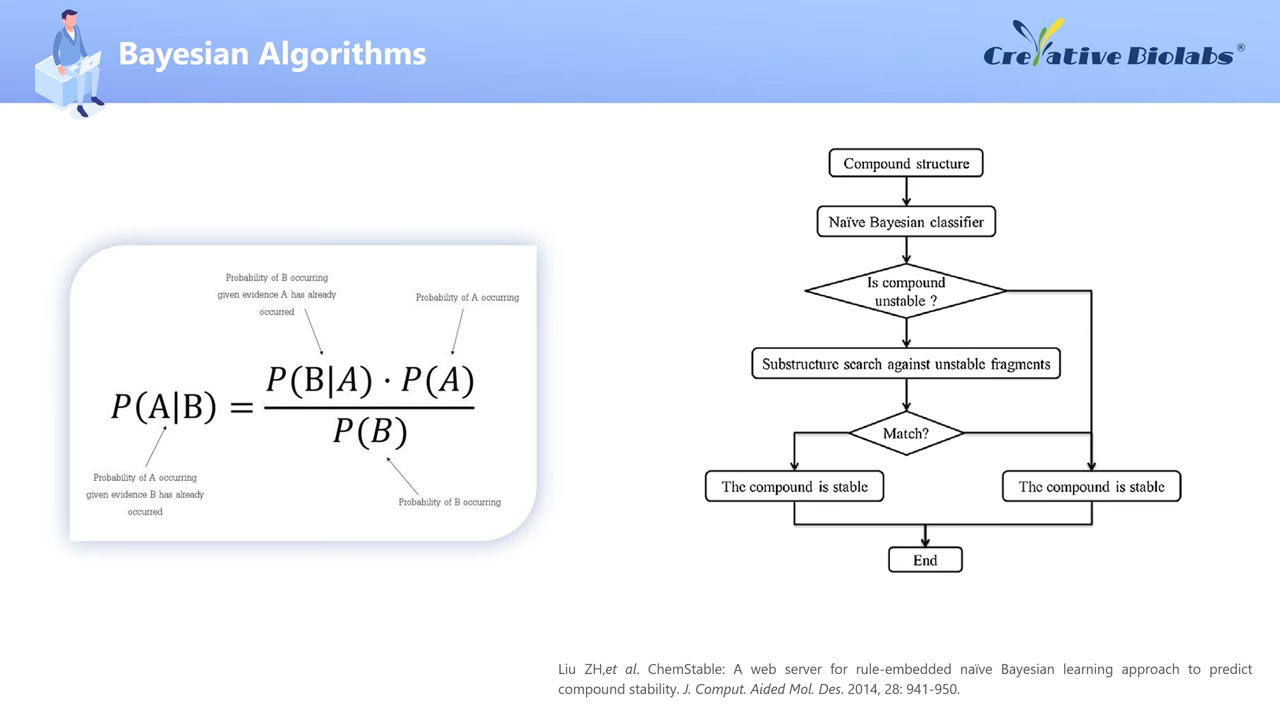 Bayesian Algorithms
Creative Biolabs®
Probability of B occurring
given evidence A has already
occurred
Probability of A occurring
P(A|B) = P(B|A) · P(A) / P(B)
Probability of A occurring
given evidence B has already
occurred
Probability of B occurring
Compound structure
Naïve Bayesian classifier
Is compound
unstable ?
Substructure search against unstable fragments
Match?
The compound is stable
The compound is stable
End
Liu ZH,et al. ChemStable: A web server for rule-embedded naïve Bayesian learning approach to predict
compound stability. J. Comput. Aided Mol. Des. 2014, 28: 941-950.